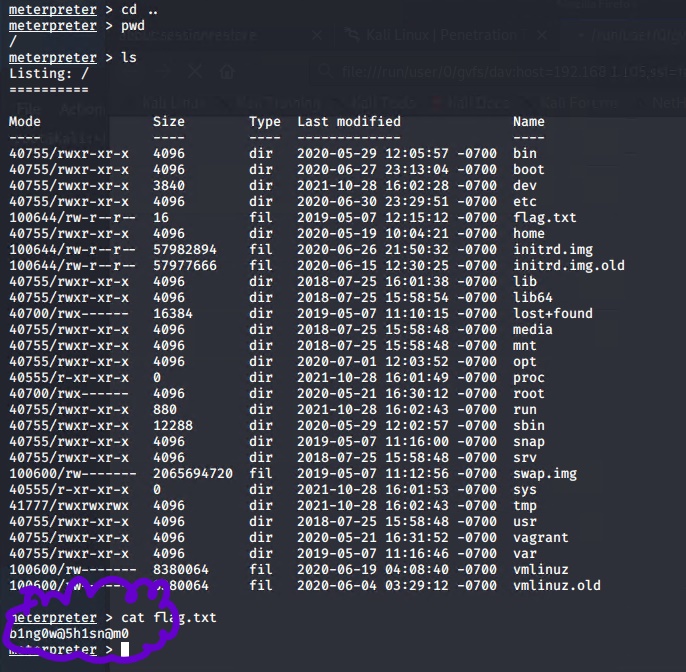 meterpreter > cd ..
meterpreter > pwd
/
meterpreter > ls
Listing: /
==========
Mode Size Type Last modified Name
---- ---- ---- ------------- ----
40755/rwxr-xr-x 4096 dir 2020-05-29 12:05:57 -0700 bin
40755/rwxr-xr-x 4096 dir 2020-06-27 23:13:04 -0700 boot
40755/rwxr-xr-x 3840 dir 2021-10-28 16:02:28 -0700 dev
40755/rwxr-xr-x 4096 dir 2020-06-30 23:29:51 -0700 etc
100644/rw-r--r-- 16 fil 2019-05-07 12:15:12 -0700 flag.txt
40755/rwxr-xr-x 4096 dir 2020-05-19 10:04:21 -0700 home
100644/rw-r--r-- 57982894 fil 2020-06-26 21:50:32 -0700 initrd.img
100644/rw-r--r-- 57977666 fil 2020-06-15 12:30:25 -0700 initrd.img.old
40755/rwxr-xr-x 4096 dir 2018-07-25 16:01:38 -0700 lib
40755/rwxr-xr-x 4096 dir 2018-07-25 15:58:54 -0700 lib64
40700/rwx------ 16384 dir 2019-05-07 11:10:15 -0700 lost+found
40755/rwxr-xr-x 4096 dir 2018-07-25 15:58:48 -0700 media
40755/rwxr-xr-x 4096 dir 2018-07-25 15:58:48 -0700 mnt
40755/rwxr-xr-x 4096 dir 2020-07-01 12:03:52 -0700 opt
40555/r-xr-xr-x 0 dir 2021-10-28 16:01:49 -0700 proc
40700/rwx------ 4096 dir 2020-05-21 16:30:12 -0700 root
40755/rwxr-xr-x 880 dir 2021-10-28 16:02:43 -0700 run
40755/rwxr-xr-x 12288 dir 2020-05-29 12:02:57 -0700 sbin
40755/rwxr-xr-x 4096 dir 2019-05-07 11:16:00 -0700 snap
40755/rwxr-xr-x 4096 dir 2018-07-25 15:58:48 -0700 srv
100600/rw------- 2065694720 fil 2019-05-07 11:12:56 -0700 swap.img
40555/r-xr-xr-x 0 dir 2021-10-28 16:01:53 -0700 sys
41777/rwxrwxrwx 4096 dir 2021-10-28 16:02:43 -0700 tmp
40755/rwxr-xr-x 4096 dir 2018-07-25 15:58:48 -0700 usr
40755/rwxr-xr-x 4096 dir 2020-05-21 16:31:52 -0700 vagrant
40755/rwxr-xr-x 4096 dir 2019-05-07 11:16:46 -0700 var
100600/rw------- 8380064 fil 2020-06-19 04:08:40 -0700 vmlinuz
100600/rw------- 8380064 fil 2020-06-04 03:29:12 -0700 vmlinuz.old
meterpreter > cat flag.txt
b1ng0w@5h1sn@m0
meterpreter >